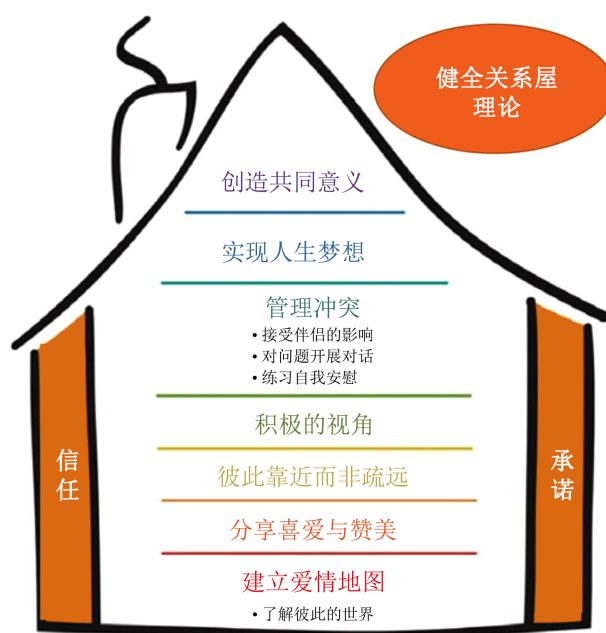 健全关系屋
理论
创造共同意义
实现人生梦想
管理冲突
• 接受伴侣的影响
• 对问题开展对话
• 练习自我安慰
积极的视角
彼此靠近而非疏远
分享喜爱与赞美
建立爱情地图
• 了解彼此的世界
信任
承诺